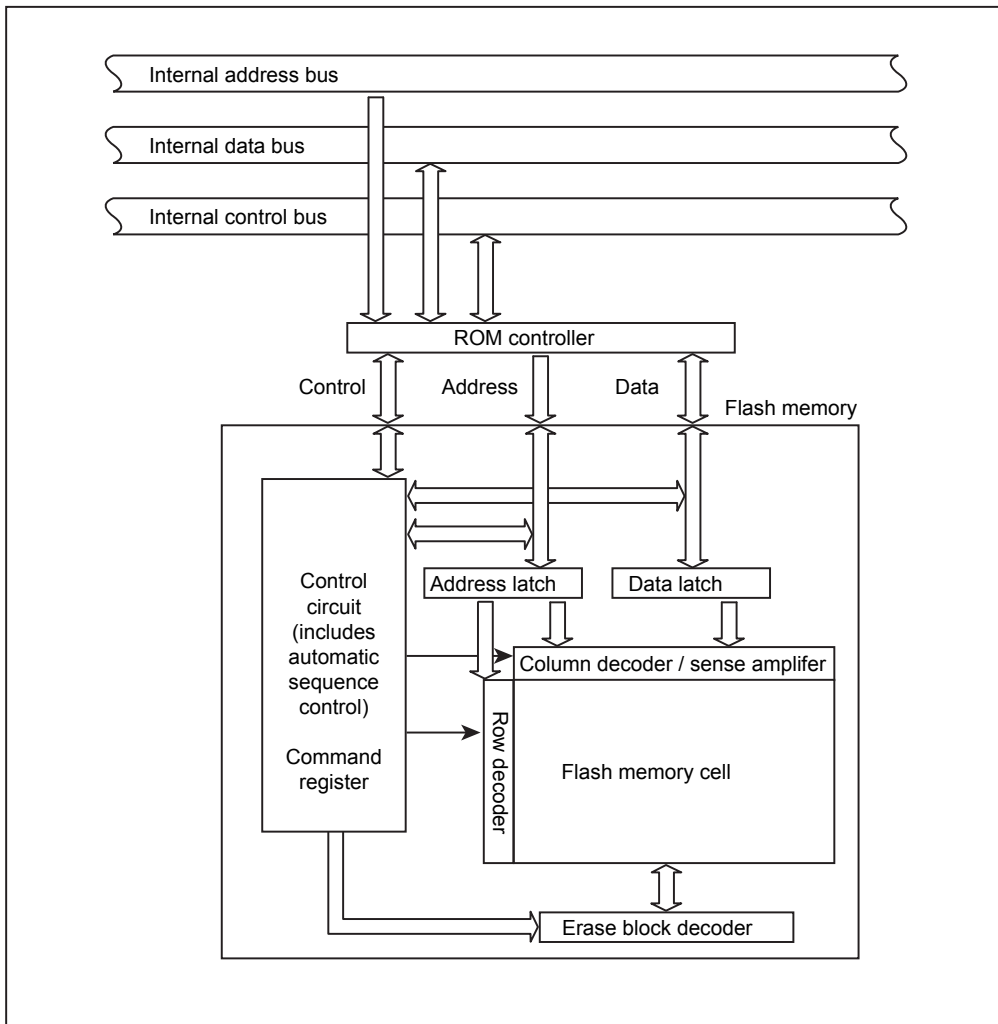 Internal address bus
Internal data bus
Internal control bus
ROM controller
Control
Address
Data
Flash memory
Control
circuit
(includes
automatic
sequence
control)
Command
register
Address latch
Data latch
Column decoder / sense amplifer
Row decoder
Flash memory cell
Erase block decoder